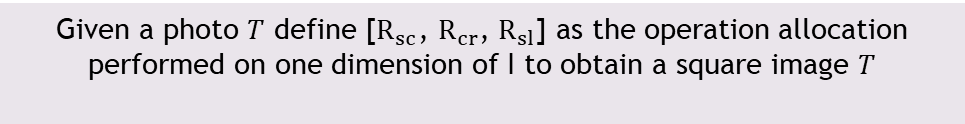 Given a photo T define [Rsc, Rcr, Rsl] as the operation allocation
performed on one dimension of I to obtain a square image T